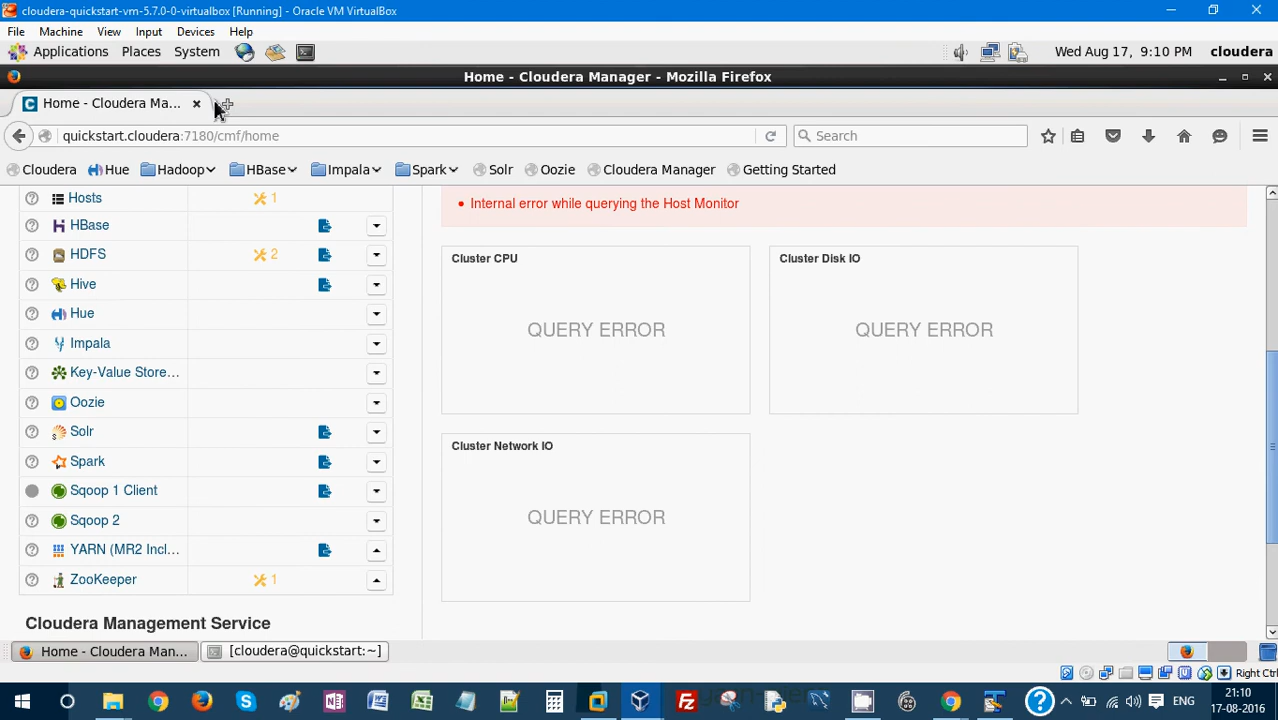 cloudera-quickstart-vm-5.7.0-0-virtualbox [Running] - Oracle VM VirtualBox
File Machine View Input Devices Help
Applications Places System Wed Aug 17, 9:10 PM cloudera
Home - Cloudera Manager - Mozilla Firefox
Home - Cloudera Ma...
quickstart.cloudera:7180/cmf/home Search
Cloudera Hue Hadoop HBase Impala Spark Solr Oozie Cloudera Manager Getting Started
Hosts 1
HBase
HDFS 2
Hive
Hue
Impala
Key-Value Store...
Oozie
Solr
Spark
Sqoop 1 Client
Sqoop 2
YARN (MR2 Incl...
ZooKeeper 1
Cloudera Management Service
Internal error while querying the Host Monitor
Cluster CPU
QUERY ERROR
Cluster Disk IO
QUERY ERROR
Cluster Network IO
QUERY ERROR
Home - Cloudera Man... [cloudera@quickstart:~]
Right Ctrl
ENG
21:10
17-08-2016